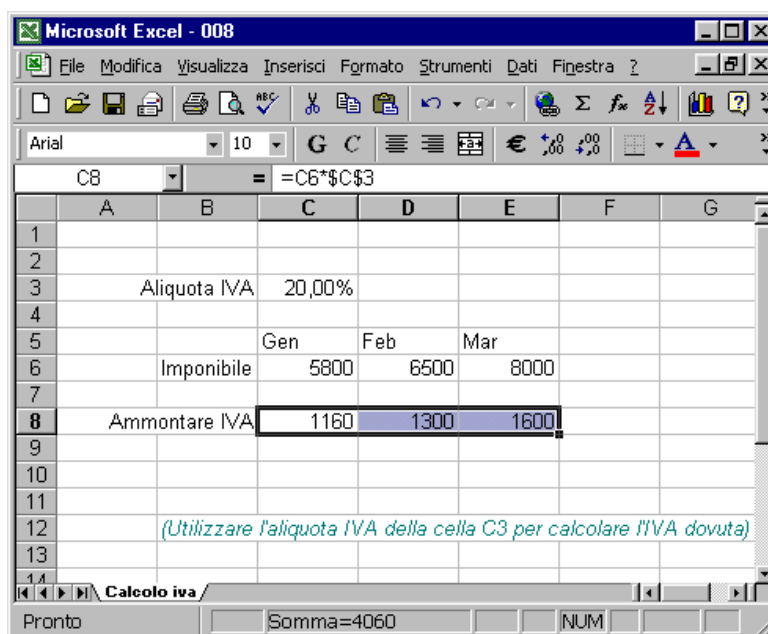 Microsoft Excel - 008
File Modifica Visualizza Inserisci Formato Strumenti Dati Finestra ?
Arial 10 G C € A
C8 = =C6*$C$3
A B C D E F G
1
2
3 Aliquota IVA 20,00%
4
5 Gen Feb Mar
6 Imponibile 5800 6500 8000
7
8 Ammontare IVA 1160 1300 1600
9
10
11
12 (Utilizzare l'aliquota IVA della cella C3 per calcolare l'IVA dovuta)
13
14
Calcolo iva
Pronto Somma=4060 NUM